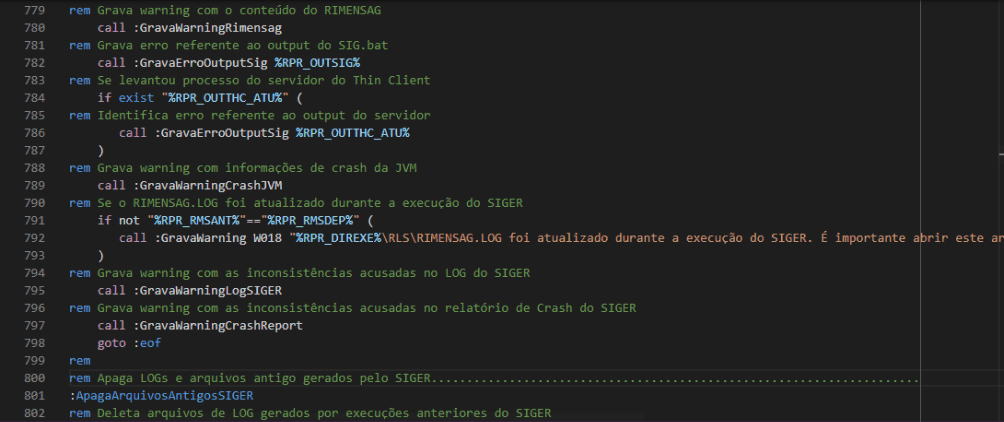 779 rem Grava warning com o conteúdo do RIMENSAG
780 call :GravaWarningRimensag
781 rem Grava erro referente ao output do SIG.bat
782 call :GravaErroOutputSig %RPR_OUTSIG%
783 rem Se levantou processo do servidor do Thin Client
784 if exist "%RPR_OUTTHC_ATU%" (
785 rem Identifica erro referente ao output do servidor
786 call :GravaErroOutputSig %RPR_OUTTHC_ATU%
787 )
788 rem Grava warning com informações de crash da JVM
789 call :GravaWarningCrashJVM
790 rem Se o RIMENSAG.LOG foi atualizado durante a execução do SIGER
791 if not "%RPR_RMSANT%"=="%RPR_RMSDEP%" (
792 call :GravaWarning W018 "%RPR_DIREXE%\RLS\RIMENSAG.LOG foi atualizado durante a execução do SIGER. É importante abrir este ar
793 )
794 rem Grava warning com as inconsistências acusadas no LOG do SIGER
795 call :GravaWarningLogSIGER
796 rem Grava warning com as inconsistências acusadas no relatório de Crash do SIGER
797 call :GravaWarningCrashReport
798 goto :eof
799 rem
800 rem Apaga LOGs e arquivos antigo gerados pelo SIGER.....................................................................
801 :ApagaArquivosAntigosSIGER
802 rem Deleta arquivos de LOG gerados por execuções anteriores do SIGER